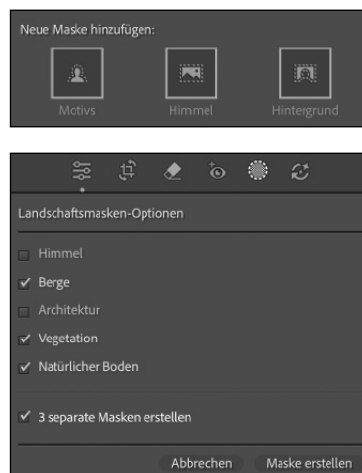 Neue Maske hinzufügen:
Motivs Himmel Hintergrund
Landschaftsmasken-Optionen
Himmel
Berge
Architektur
Vegetation
Natürlicher Boden
3 separate Masken erstellen
Abbrechen Maske erstellen